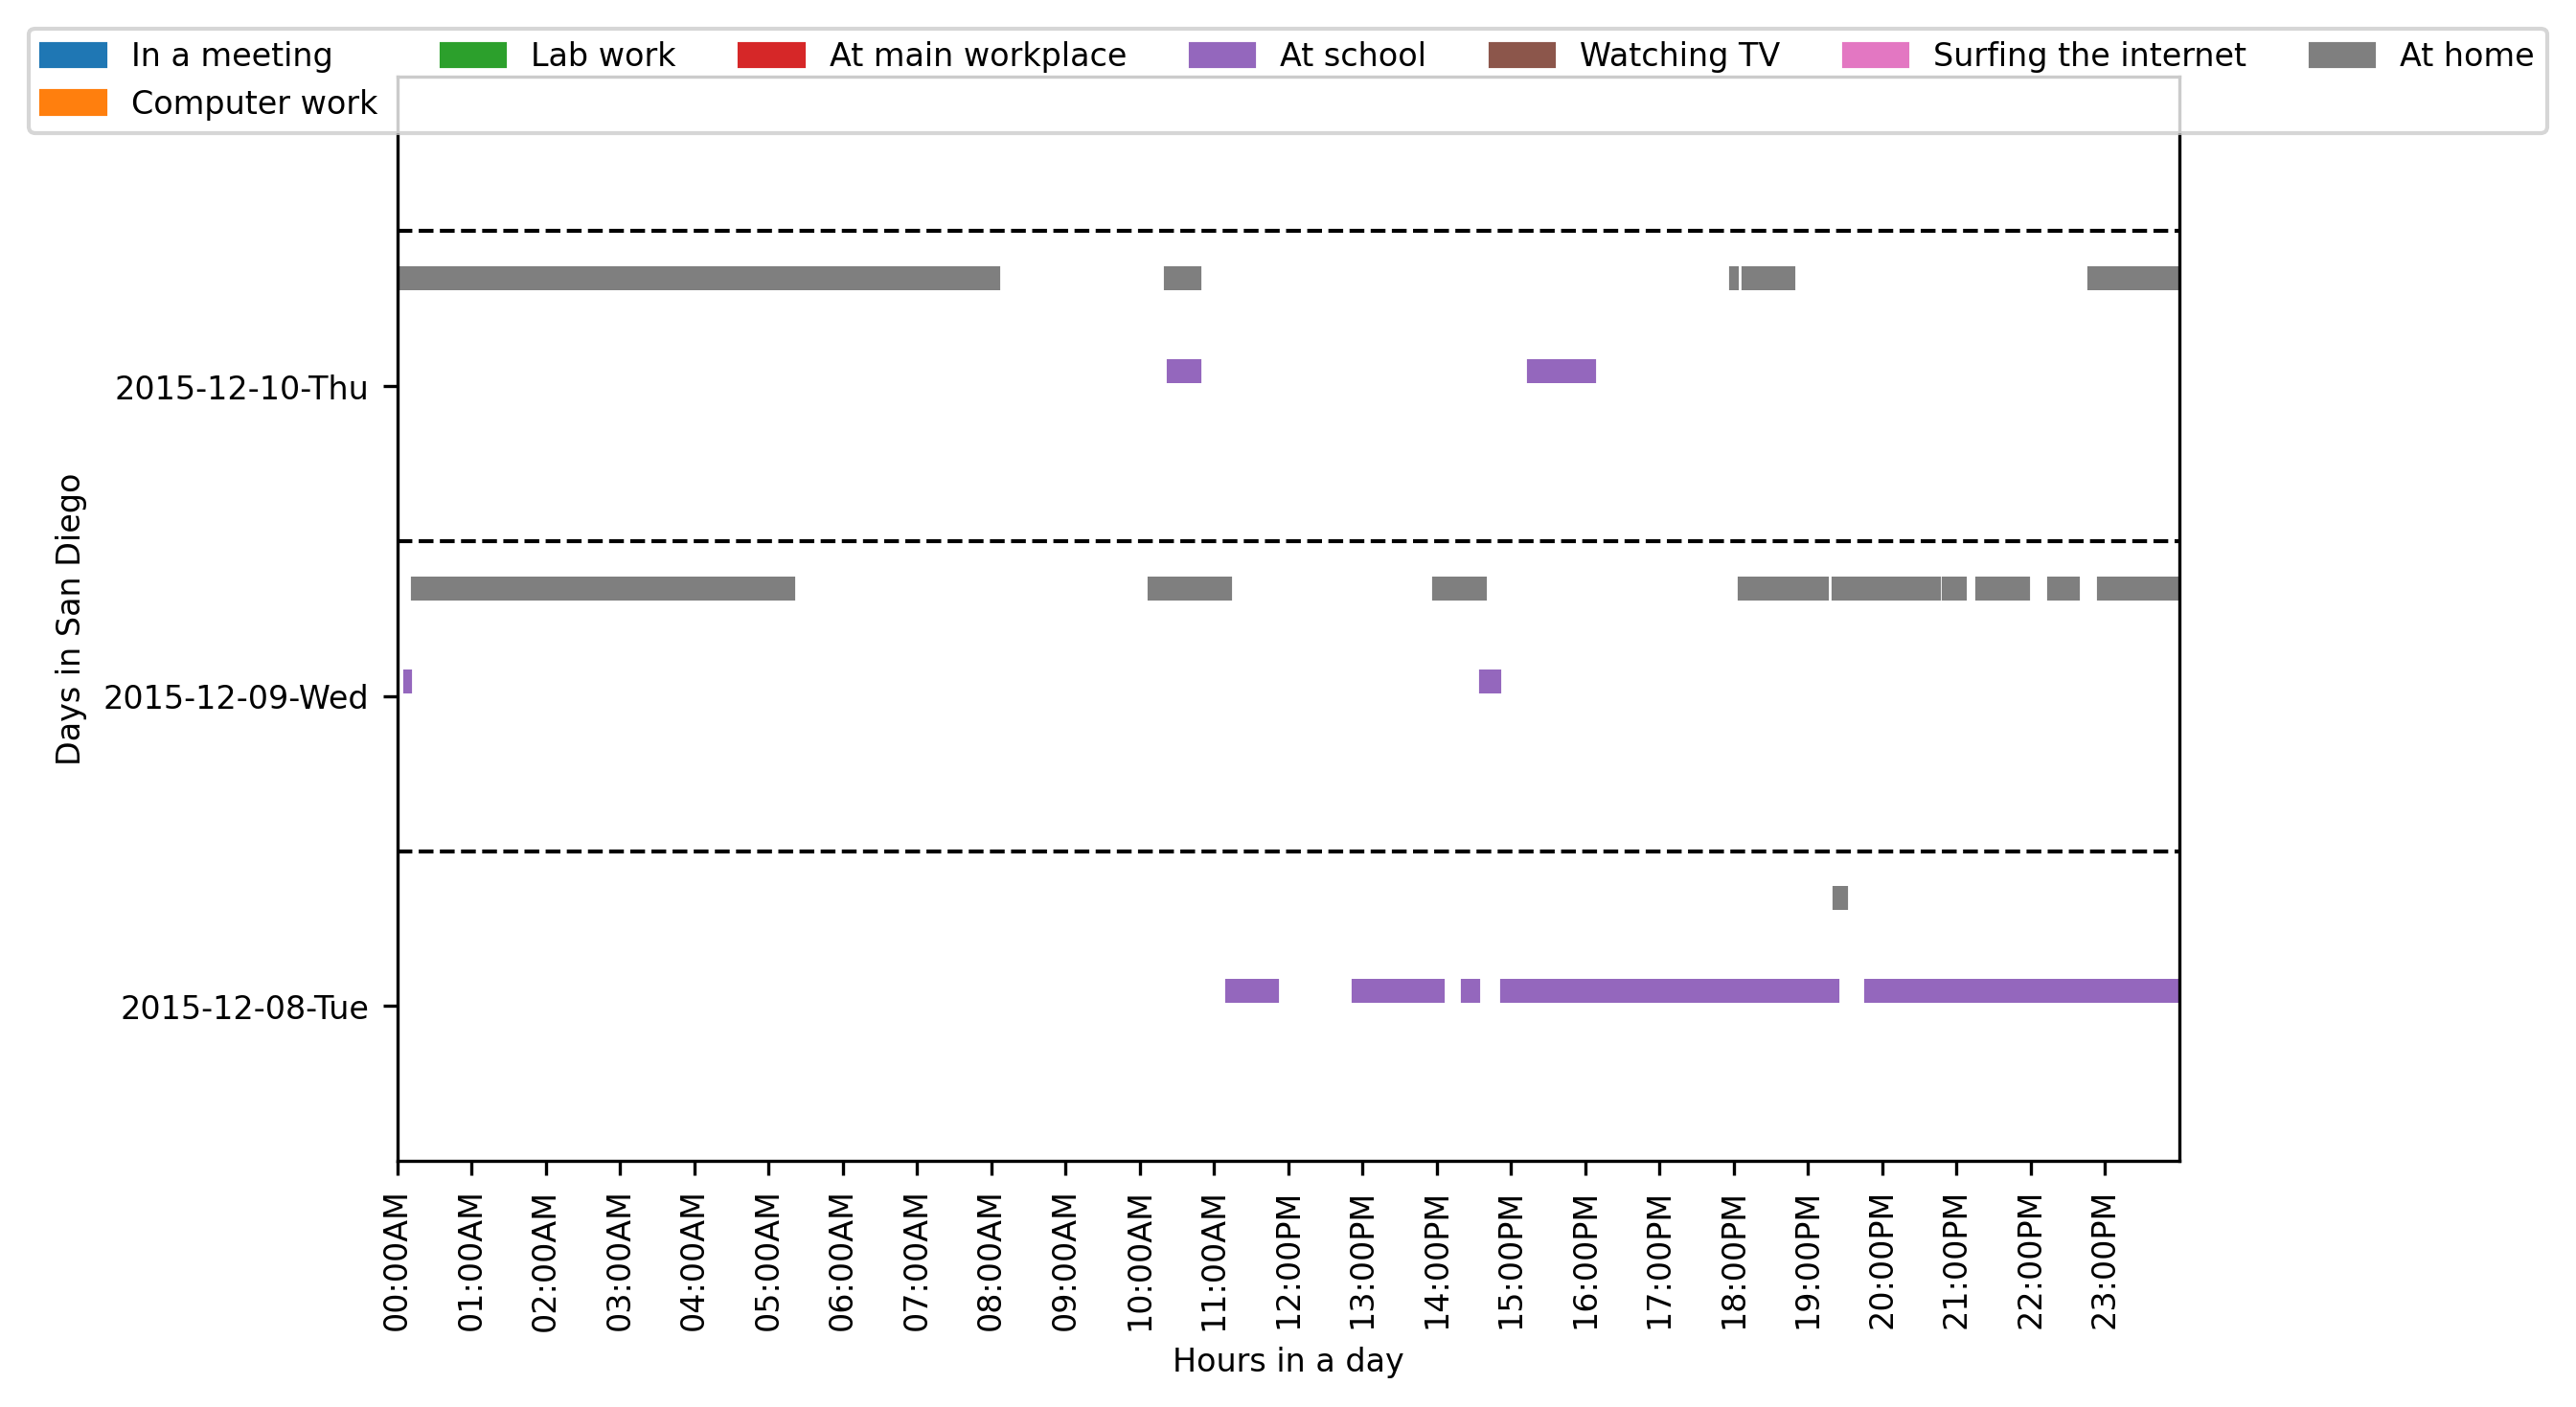 In a meeting Lab work At main workplace At school Watching TV Surfing the internet At home
Computer work
2015-12-10-Thu
2015-12-09-Wed
2015-12-08-Tue
Days in San Diego
00:00AM 01:00AM 02:00AM 03:00AM 04:00AM 05:00AM 06:00AM 07:00AM 08:00AM 09:00AM 10:00AM 11:00AM 12:00PM 13:00PM 14:00PM 15:00PM 16:00PM 17:00PM 18:00PM 19:00PM 20:00PM 21:00PM 22:00PM 23:00PM
Hours in a day